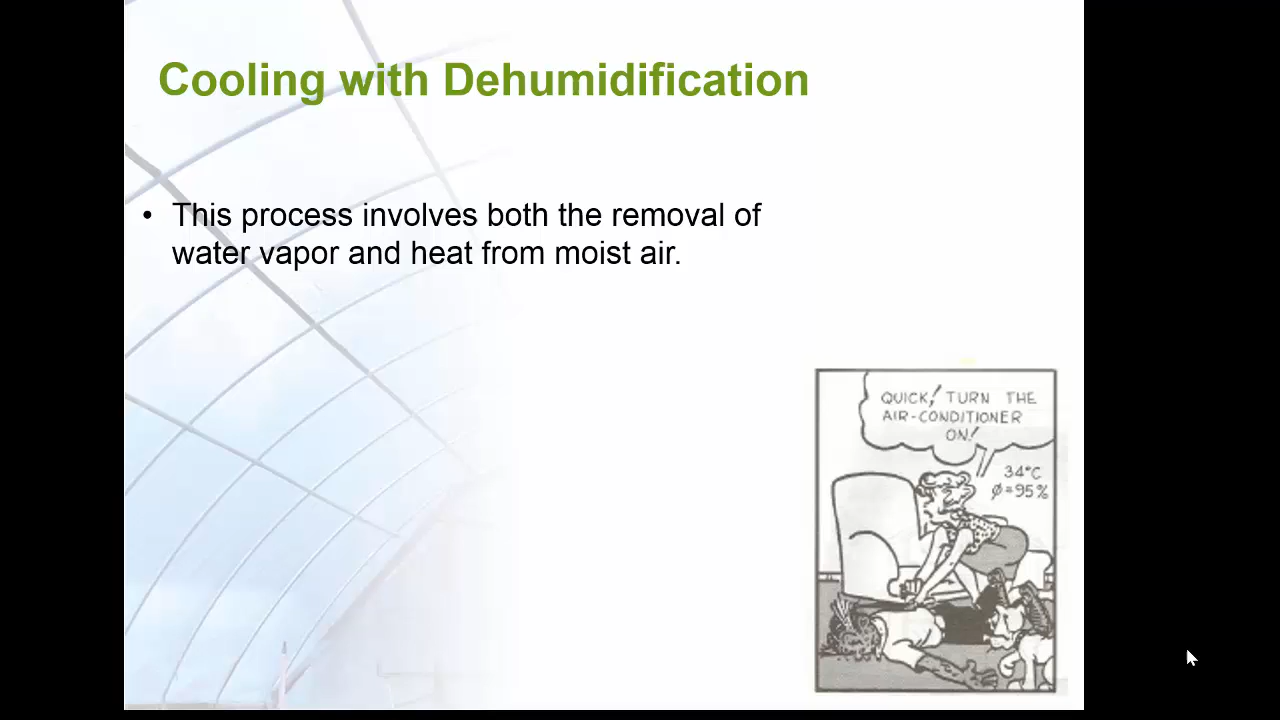 Cooling with Dehumidification
• This process involves both the removal of
water vapor and heat from moist air.
QUICK! TURN THE
AIR-CONDITIONER
ON!
34°C
ϕ=95%